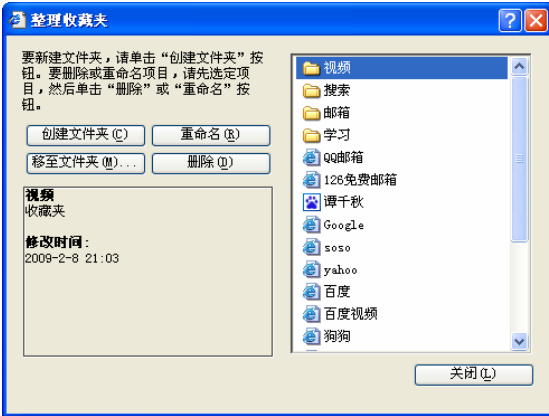 整理收藏夹
要新建文件夹，请单击“创建文件夹”按
钮。要删除或重命名项目，请先选定项
目，然后单击“删除”或“重命名”按
钮。
创建文件夹(C)
重命名(R)
移至文件夹(M)...
删除(D)
视频
收藏夹
修改时间:
2009-2-8 21:03
视频
搜索
邮箱
学习
QQ邮箱
126免费邮箱
谭千秋
Google
soso
yahoo
百度
百度视频
狗狗
关闭(L)